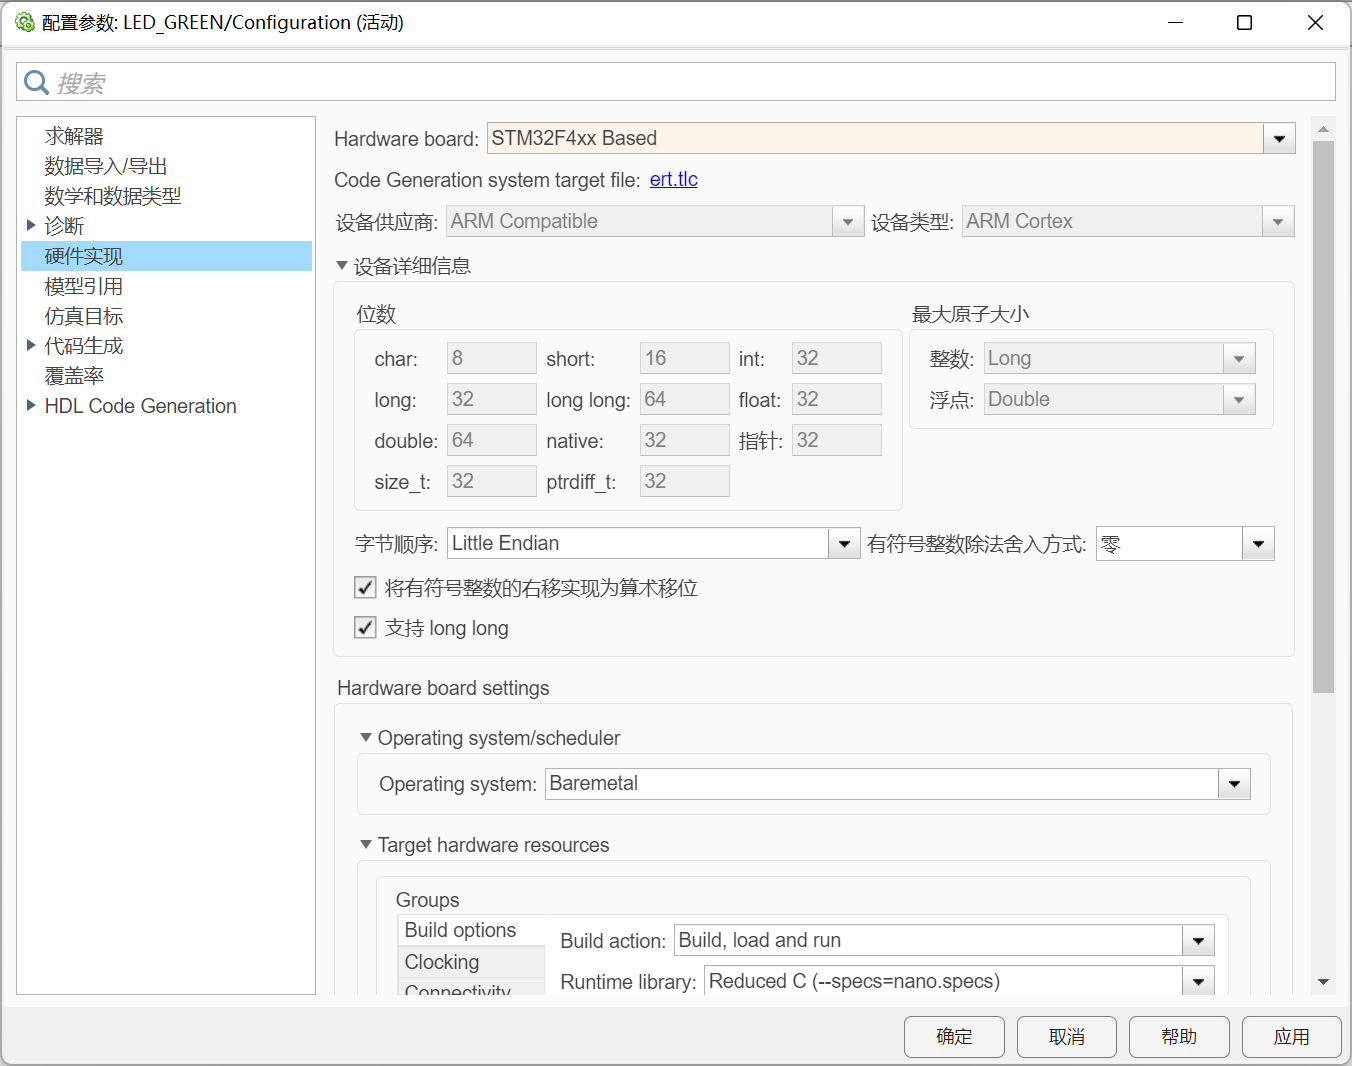 配置参数: LED_GREEN/Configuration (活动)
搜索
求解器
数据导入/导出
数学和数据类型
诊断
硬件实现
模型引用
仿真目标
代码生成
覆盖率
HDL Code Generation
Hardware board: STM32F4xx Based
Code Generation system target file: ert.tlc
设备供应商: ARM Compatible 设备类型: ARM Cortex
设备详细信息
位数
char: 8 short: 16 int: 32
long: 32 long long: 64 float: 32
double: 64 native: 32 指针: 32
size_t: 32 ptrdiff_t: 32
最大原子大小
整数: Long
浮点: Double
字节顺序: Little Endian 有符号整数除法舍入方式: 零
将有符号整数的右移实现为算术移位
支持 long long
Hardware board settings
Operating system/scheduler
Operating system: Baremetal
Target hardware resources
Groups
Build options
Clocking
Connectivity
Build action: Build, load and run
Runtime library: Reduced C (--specs=nano.specs)
确定 取消 帮助 应用